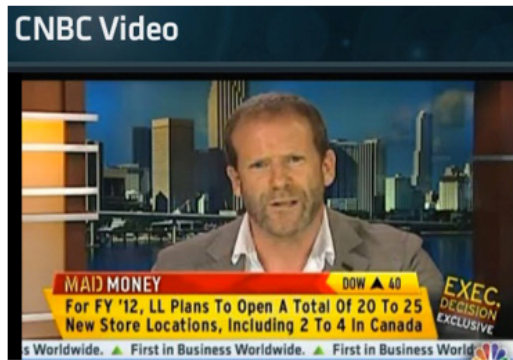 CNBC Video
MAD MONEY
DOW ▲ 40
For FY '12, LL Plans To Open A Total Of 20 To 25
New Store Locations, Including 2 To 4 In Canada
EXEC.
DECISION
EXCLUSIVE
s Worldwide. ▲ First in Business Worldwide. ▲ First in Business World